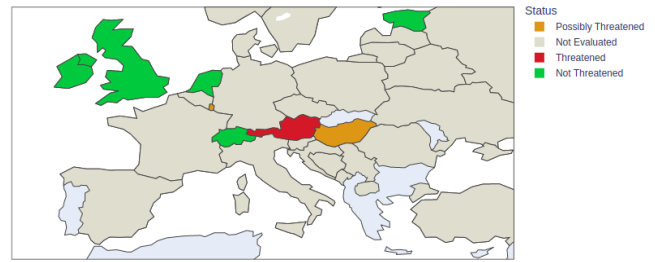 Status
Possibly Threatened
Not Evaluated
Threatened
Not Threatened